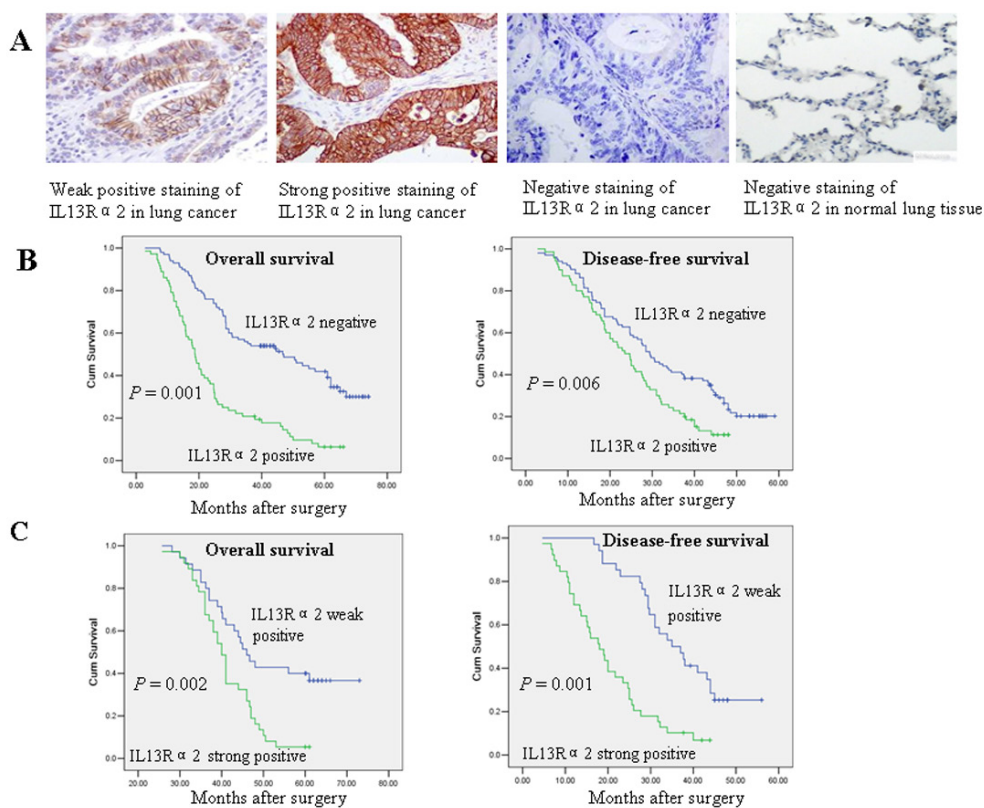 A
Weak positive staining of
IL13R α 2 in lung cancer
Strong positive staining of
IL13R α 2 in lung cancer
Negative staining of
IL13R α 2 in lung cancer
Negative staining of
IL13R α 2 in normal lung tissue
B
Overall survival
IL13R α 2 negative
P = 0.001
IL13R α 2 positive
Cum Survival
1.0
0.8
0.6
0.4
0.2
0.0
0.00 20.00 40.00 60.00 80.00
Months after surgery
Disease-free survival
IL13R α 2 negative
P = 0.006
IL13R α 2 positive
Cum Survival
1.0
0.8
0.6
0.4
0.2
0.0
0.00 10.00 20.00 30.00 40.00 50.00 60.00
Months after surgery
C
Overall survival
IL13R α 2 weak
positive
P = 0.002
IL13R α 2 strong positive
Cum Survival
1.0
0.8
0.6
0.4
0.2
0.0
20.00 30.00 40.00 50.00 60.00 70.00 80.00
Months after surgery
Disease-free survival
IL13R α 2 weak
positive
P = 0.001
IL13R α 2 strong positive
Cum Survival
1.0
0.8
0.6
0.4
0.2
0.0
0.00 10.00 20.00 30.00 40.00 50.00 60.00
Months after surgery